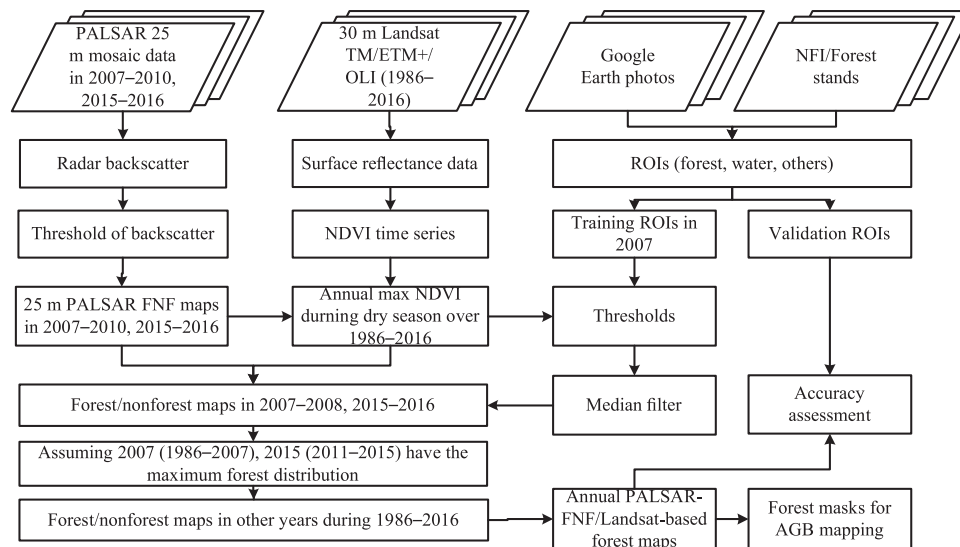 PALSAR 25
m mosaic data
in 2007–2010,
2015–2016
30 m Landsat
TM/ETM+/
OLI (1986–
2016)
Google
Earth photos
NFI/Forest
stands
Radar backscatter
Surface reflectance data
ROIs (forest, water, others)
Threshold of backscatter
NDVI time series
Training ROIs in
2007
Validation ROIs
25 m PALSAR FNF maps
in 2007–2010, 2015–2016
Annual max NDVI
durning dry season over
1986–2016
Thresholds
Forest/nonforest maps in 2007–2008, 2015–2016
Median filter
Accuracy
assessment
Assuming 2007 (1986–2007), 2015 (2011–2015) have the
maximum forest distribution
Forest/nonforest maps in other years during 1986–2016
Annual PALSAR-
FNF/Landsat-based
forest maps
Forest masks for
AGB mapping